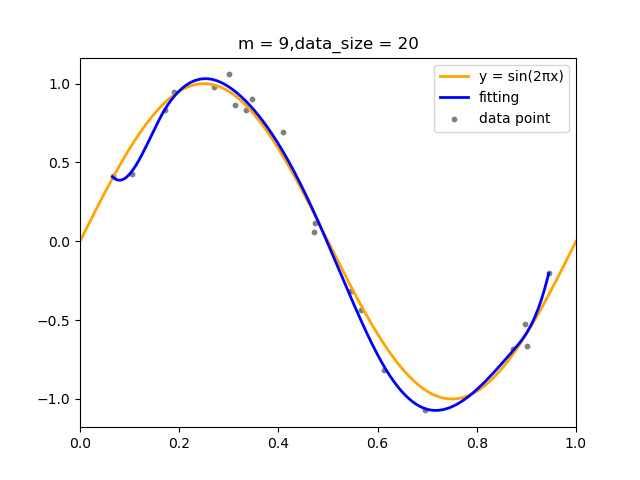 m = 9,data_size = 20
y = sin(2πx)
fitting
data point
1.0
0.5
0.0
−0.5
−1.0
0.0 0.2 0.4 0.6 0.8 1.0